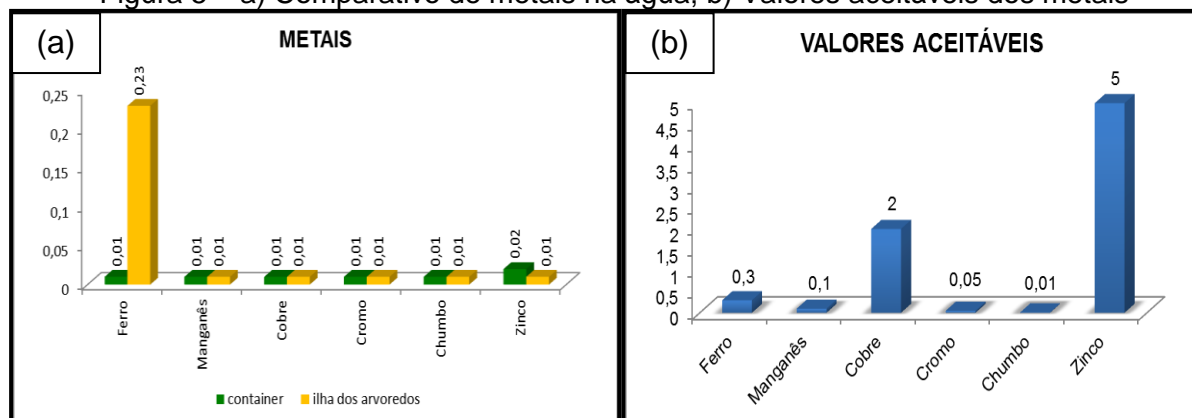 Figura – a) Comparativo de metais na água; b) Valores aceitáveis dos metais
(a)
METAIS
0,25
0,2
0,15
0,1
0,05
0
0,01 0,23 0,01 0,01 0,01 0,01 0,01 0,01 0,01 0,01 0,02 0,01
Ferro Manganês Cobre Cromo Chumbo Zinco
container ilha dos arvoredos
(b)
VALORES ACEITÁVEIS
5
4,5
4
3,5
3
2,5
2
1,5
1
0,5
0
0,3 0,1 2 0,05 0,01 5
Ferro Manganês Cobre Cromo Chumbo Zinco